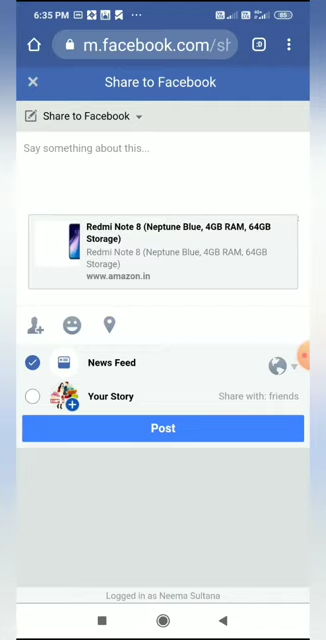 6:35 PM
85
m.facebook.com/sh
:D
Share to Facebook
Share to Facebook
Say something about this...
Redmi Note 8 (Neptune Blue, 4GB RAM, 64GB
Storage)
Redmi Note 8 (Neptune Blue, 4GB RAM, 64GB
Storage)
www.amazon.in
News Feed
Your Story
Share with: friends
Post
Logged in as Neema Sultana